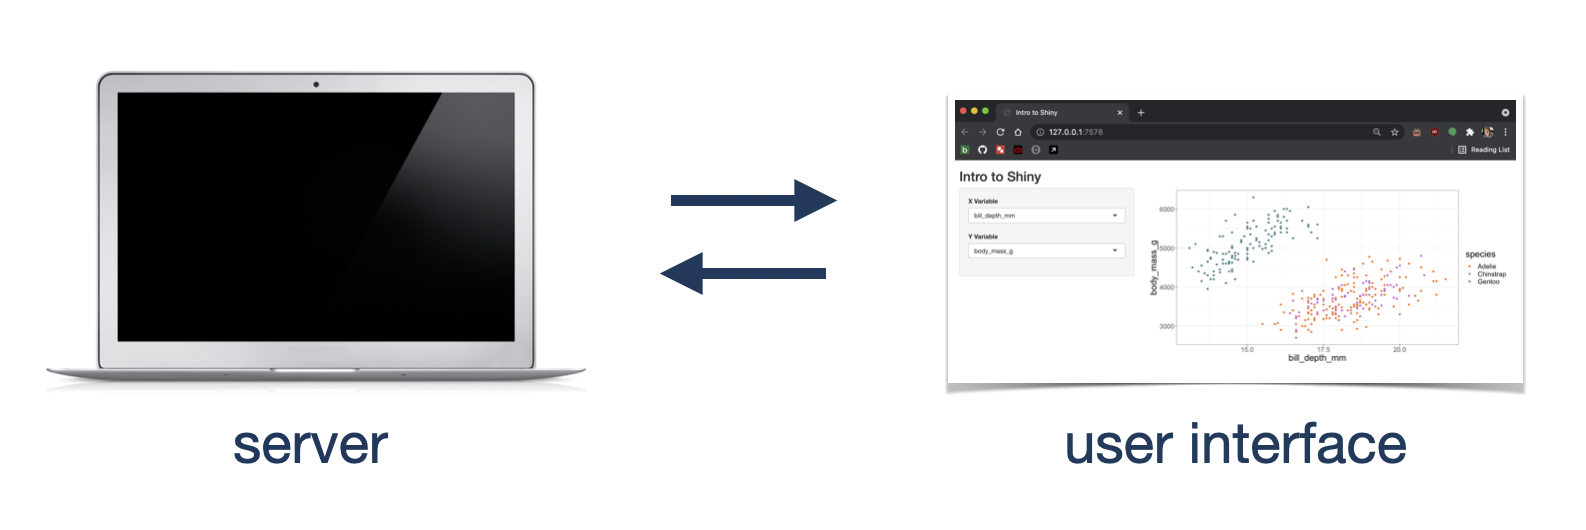 Intro to Shiny
127.0.0.1:7578
Reading List
Intro to Shiny
X Variable
bill_depth_mm
Y Variable
body_mass_g
body_mass_g
6000
5000
4000
3000
15.0 17.5 20.0
bill_depth_mm
species
Adelie
Chinstrap
Gentoo
server
user interface